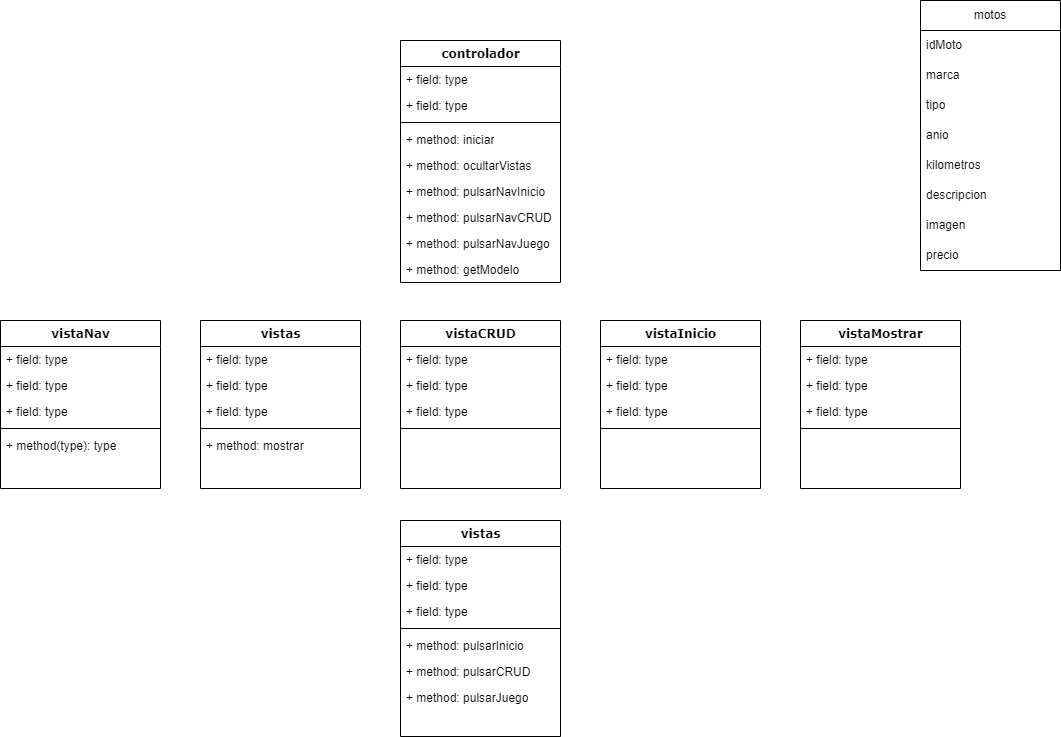 motos
idMoto
marca
tipo
anio
kilometros
descripcion
imagen
precio
controlador
+ field: type
+ field: type
+ method: iniciar
+ method: ocultarVistas
+ method: pulsarNavInicio
+ method: pulsarNavCRUD
+ method: pulsarNavJuego
+ method: getModelo
vistaNav
+ field: type
+ field: type
+ field: type
+ method(type): type
vistas
+ field: type
+ field: type
+ field: type
+ method: mostrar
vistaCRUD
+ field: type
+ field: type
+ field: type
vistaInicio
+ field: type
+ field: type
+ field: type
vistaMostrar
+ field: type
+ field: type
+ field: type
vistas
+ field: type
+ field: type
+ field: type
+ method: pulsarInicio
+ method: pulsarCRUD
+ method: pulsarJuego